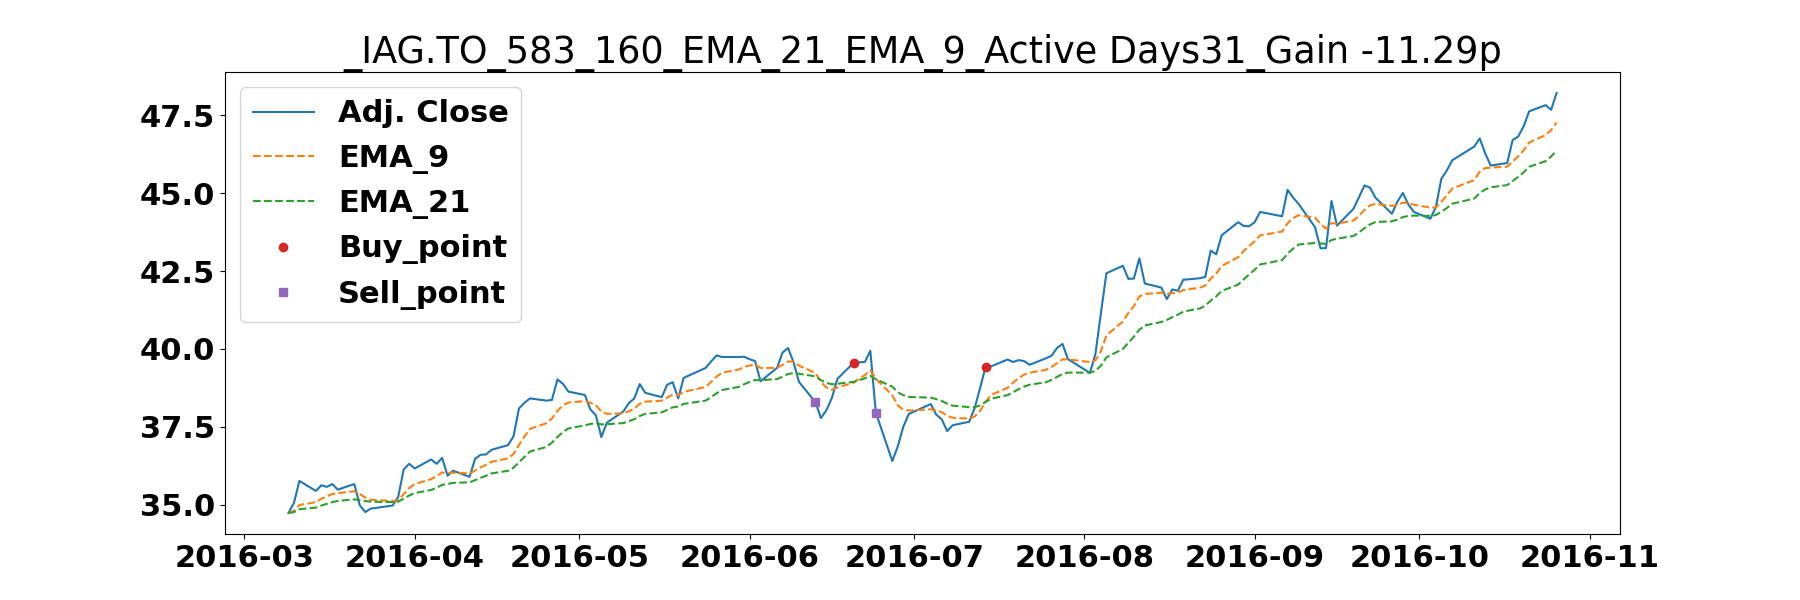 _IAG.TO_583_160_EMA_21_EMA_9_Active Days31_Gain -11.29p
47.5
45.0
42.5
40.0
37.5
35.0
Adj. Close
EMA_9
EMA_21
Buy_point
Sell_point
2016-03 2016-04 2016-05 2016-06 2016-07 2016-08 2016-09 2016-10 2016-11